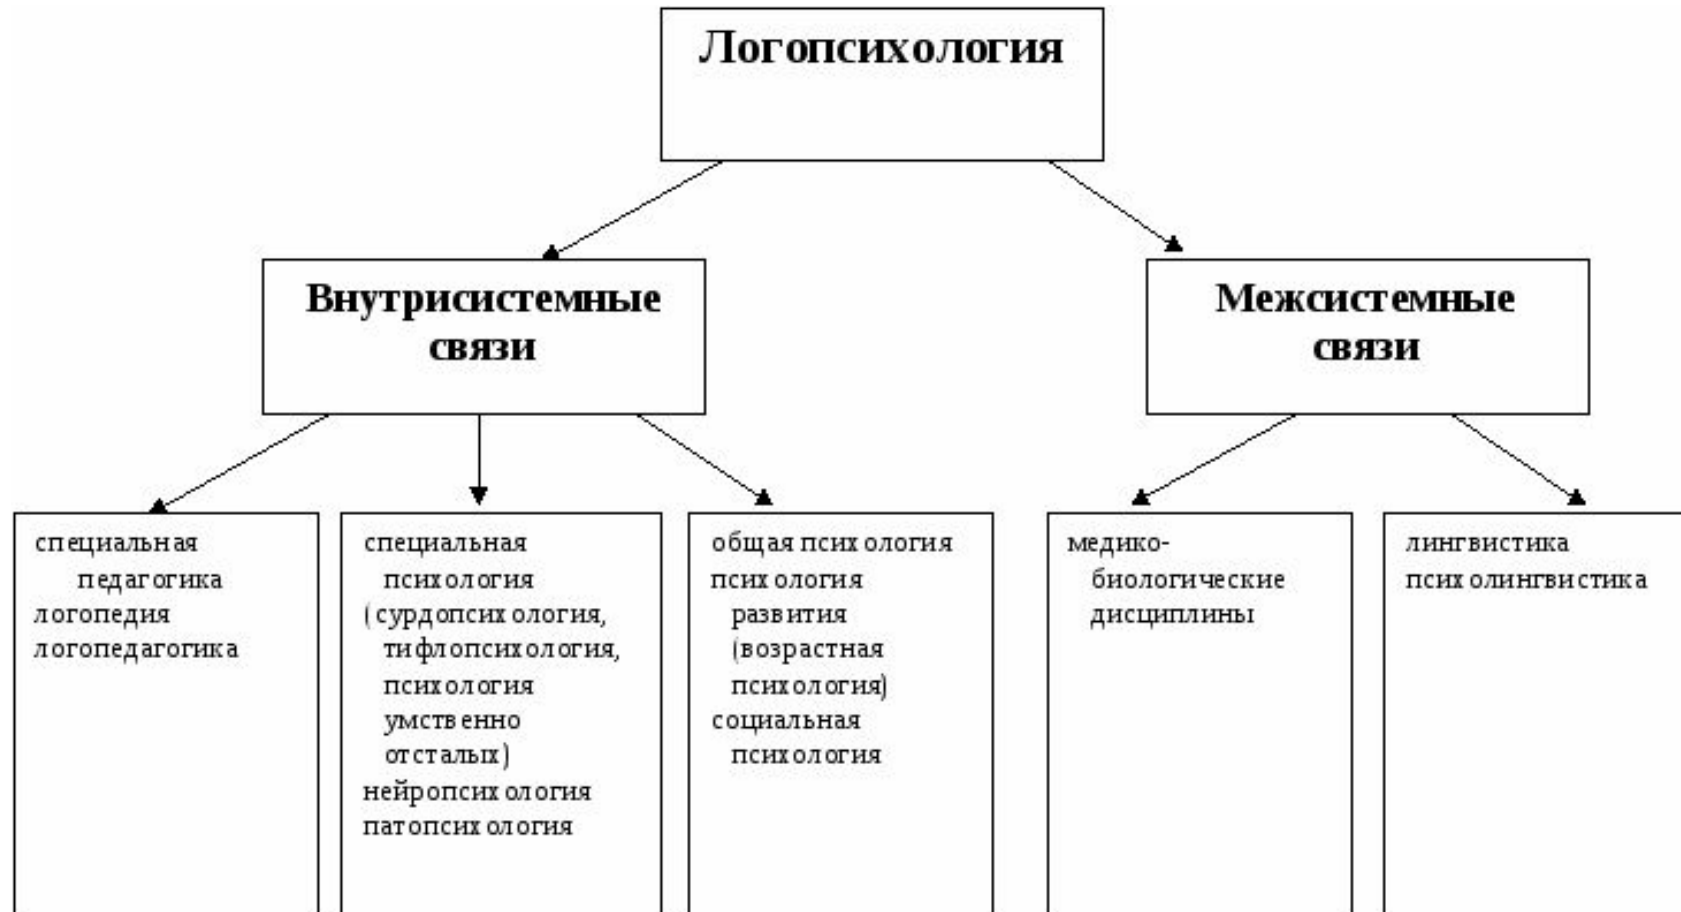 Логопсихология
Внутрисистемные
связи
Межсистемные
связи
специальная
педагогика
логопедия
логопедагогика
специальная
психология
(сурдопсихология,
тифлопсихология,
психология
умственно
отсталых)
нейропсихология
патопсихология
общая психология
психология
развития
(возрастная
психология)
социальная
психология
медико-
биологические
дисциплины
лингвистика
психолингвистика